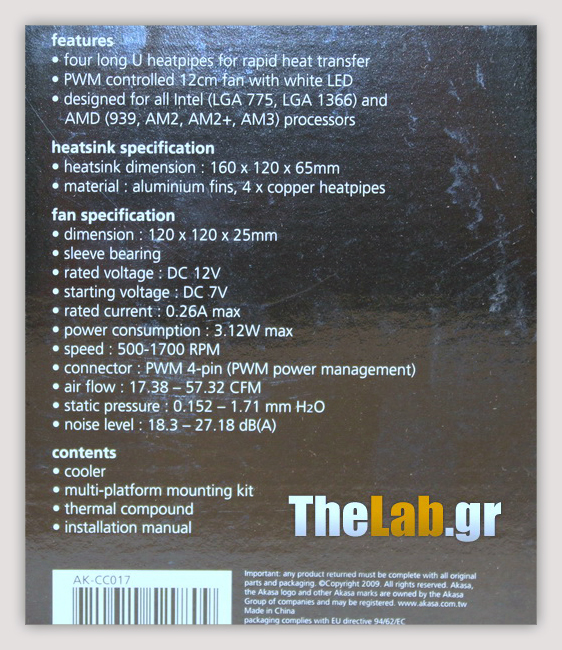 features
• four long U heatpipes for rapid heat transfer
• PWM controlled 12cm fan with white LED
• designed for all Intel (LGA 775, LGA 1366) and
AMD (939, AM2, AM2+, AM3) processors
heatsink specification
• heatsink dimension : 160 x 120 x 65mm
• material : aluminium fins, 4 x copper heatpipes
fan specification
• dimension : 120 x 120 x 25mm
• sleeve bearing
• rated voltage : DC 12V
• starting voltage : DC 7V
• rated current : 0.26A max
• power consumption : 3.12W max
• speed : 500-1700 RPM
• connector : PWM 4-pin (PWM power management)
• air flow : 17.38 – 57.32 CFM
• static pressure : 0.152 – 1.71 mm H₂O
• noise level : 18.3 – 27.18 dB(A)
contents
• cooler
• multi-platform mounting kit
• thermal compound
• installation manual
TheLab.gr
AK-CC017
Important: any product returned must be complete with all original
parts and packaging. ©Copyright 2009. All rights reserved. Akasa,
the Akasa logo and other Akasa marks are owned by the Akasa
Group of companies and may be registered. www.akasa.com.tw
Made in China
packaging complies with EU directive 94/62/EC